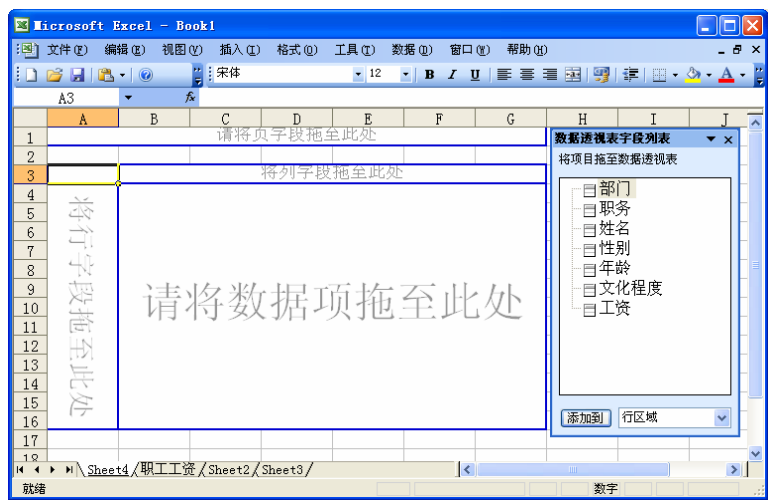 Microsoft Excel - Book1
文件(F) 编辑(E) 视图(V) 插入(I) 格式(O) 工具(T) 数据(D) 窗口(W) 帮助(H)
宋体 12 B I U A
A3 fx
A B C D E F G H I J
1 请将页字段拖至此处
2
3 将列字段拖至此处
4
5
6
7
8
9
10
11
12
13
14
15
16
17
18
将行字段拖至此处
请将数据项拖至此处
数据透视表字段列表
将项目拖至数据透视表
部门
职务
姓名
性别
年龄
文化程度
工资
添加到 行区域
Sheet4 职工工资 Sheet2 Sheet3
就绪 数字